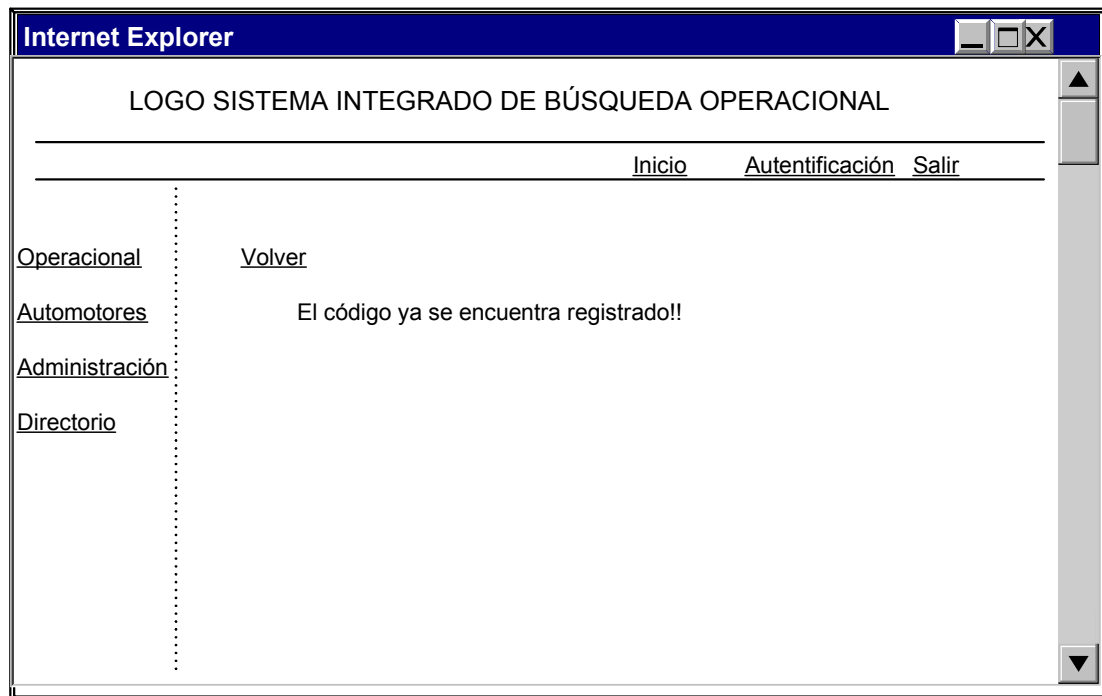 Internet Explorer
LOGO SISTEMA INTEGRADO DE BÚSQUEDA OPERACIONAL
Inicio Autentificación Salir
Operacional Volver
Automotores El código ya se encuentra registrado!!
Administración
Directorio